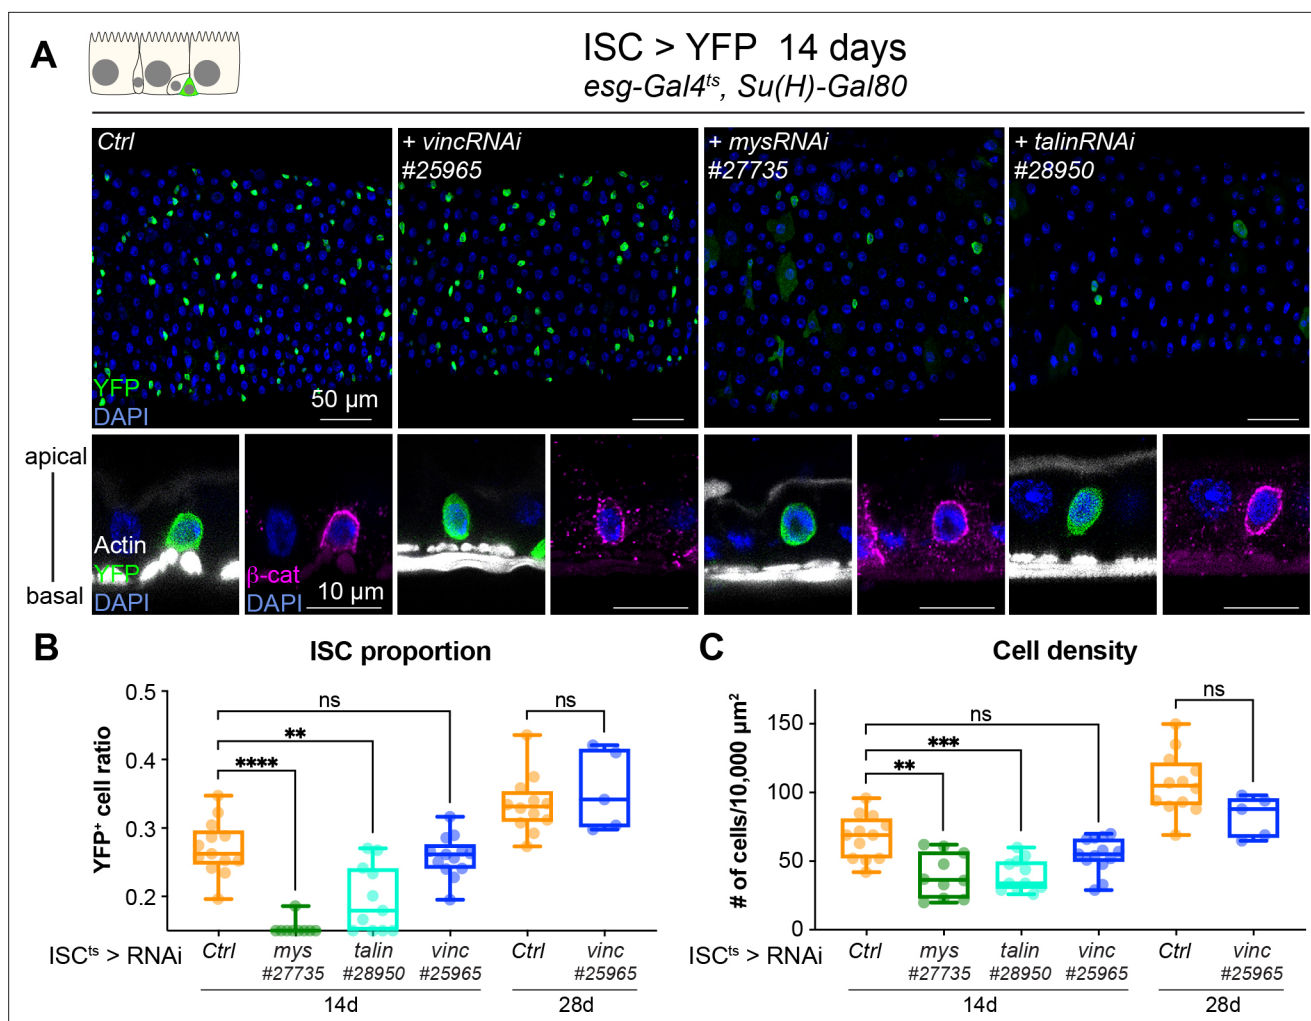 A
ISC > YFP 14 days
esg-Gal4ts, Su(H)-Gal80
Ctrl
+ vincRNAi
#25965
+ mysRNAi
#27735
+ talinRNAi
#28950
YFP
DAPI
50 µm
apical
basal
Actin
YFP
DAPI
β-cat
DAPI
10 µm
B
ISC proportion
YFP+ cell ratio
0.5
0.4
0.3
0.2
ns
**
****
ns
ISCts > RNAi
Ctrl
mys
#27735
talin
#28950
vinc
#25965
Ctrl
vinc
#25965
14d
28d
C
Cell density
# of cells/10,000 µm²
150
100
50
0
ns
***
**
ns
ISCts > RNAi
Ctrl
mys
#27735
talin
#28950
vinc
#25965
Ctrl
vinc
#25965
14d
28d